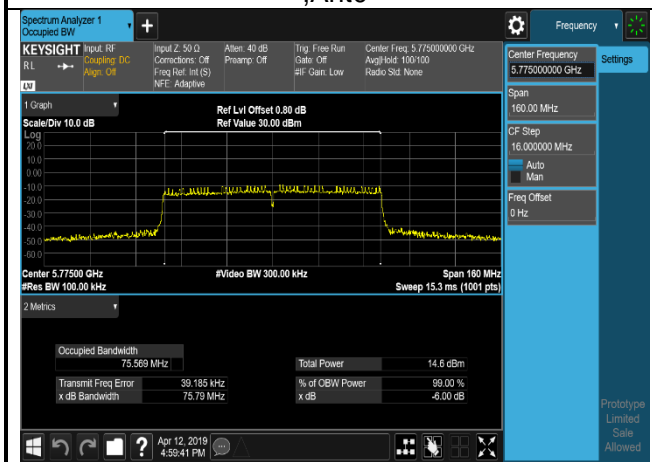 Spectrum Analyzer 1
Occupied BW
+
Frequency
KEYSIGHT
RL
LXI
Input: RF
Coupling: DC
Align: Off
Input Z: 50 Ω
Corrections: Off
Freq Ref: Int (S)
NFE: Adaptive
Atten: 40 dB
Preamp: Off
Trig: Free Run
Gate: Off
#IF Gain: Low
Center Freq: 5.775000000 GHz
Avg|Hold: 100/100
Radio Std: None
Center Frequency
5.775000000 GHz
Settings
Span
160.00 MHz
CF Step
16.000000 MHz
Auto
Man
Freq Offset
0 Hz
1 Graph
Scale/Div 10.0 dB
Ref Lvl Offset 0.80 dB
Ref Value 30.00 dBm
Log
20.0
10.0
0.00
-10.0
-20.0
-30.0
-40.0
-50.0
-60.0
Center 5.77500 GHz
#Video BW 300.00 kHz
Span 160 MHz
#Res BW 100.00 kHz
Sweep 15.3 ms (1001 pts)
2 Metrics
Occupied Bandwidth
75.569 MHz
Total Power 14.6 dBm
Transmit Freq Error 39.185 kHz
% of OBW Power 99.00 %
x dB Bandwidth 75.79 MHz
x dB -6.00 dB
Prototype
Limited
Sale
Allowed
?
Apr 12, 2019
4:59:41 PM